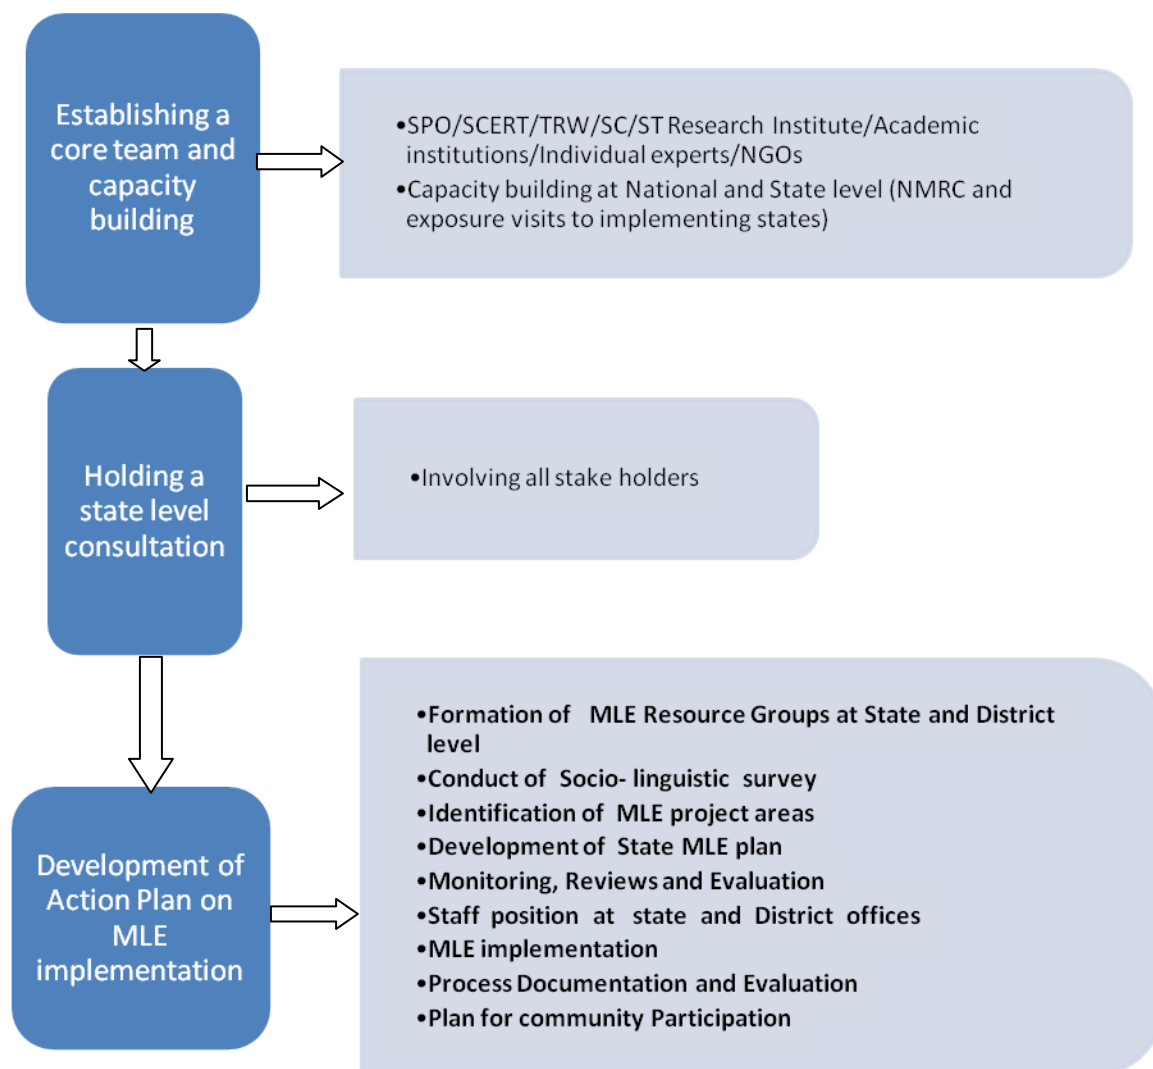 Establishing a
core team and
capacity
building
•SPO/SCERT/TRW/SC/ST Research Institute/Academic
institutions/Individual experts/NGOs
•Capacity building at National and State level (NMRC and
exposure visits to implementing states)
Holding a
state level
consultation
•Involving all stake holders
Development of
Action Plan on
MLE
implementation
•Formation of MLE Resource Groups at State and District
level
•Conduct of Socio- linguistic survey
•Identification of MLE project areas
•Development of State MLE plan
•Monitoring, Reviews and Evaluation
•Staff position at state and District offices
•MLE implementation
•Process Documentation and Evaluation
•Plan for community Participation